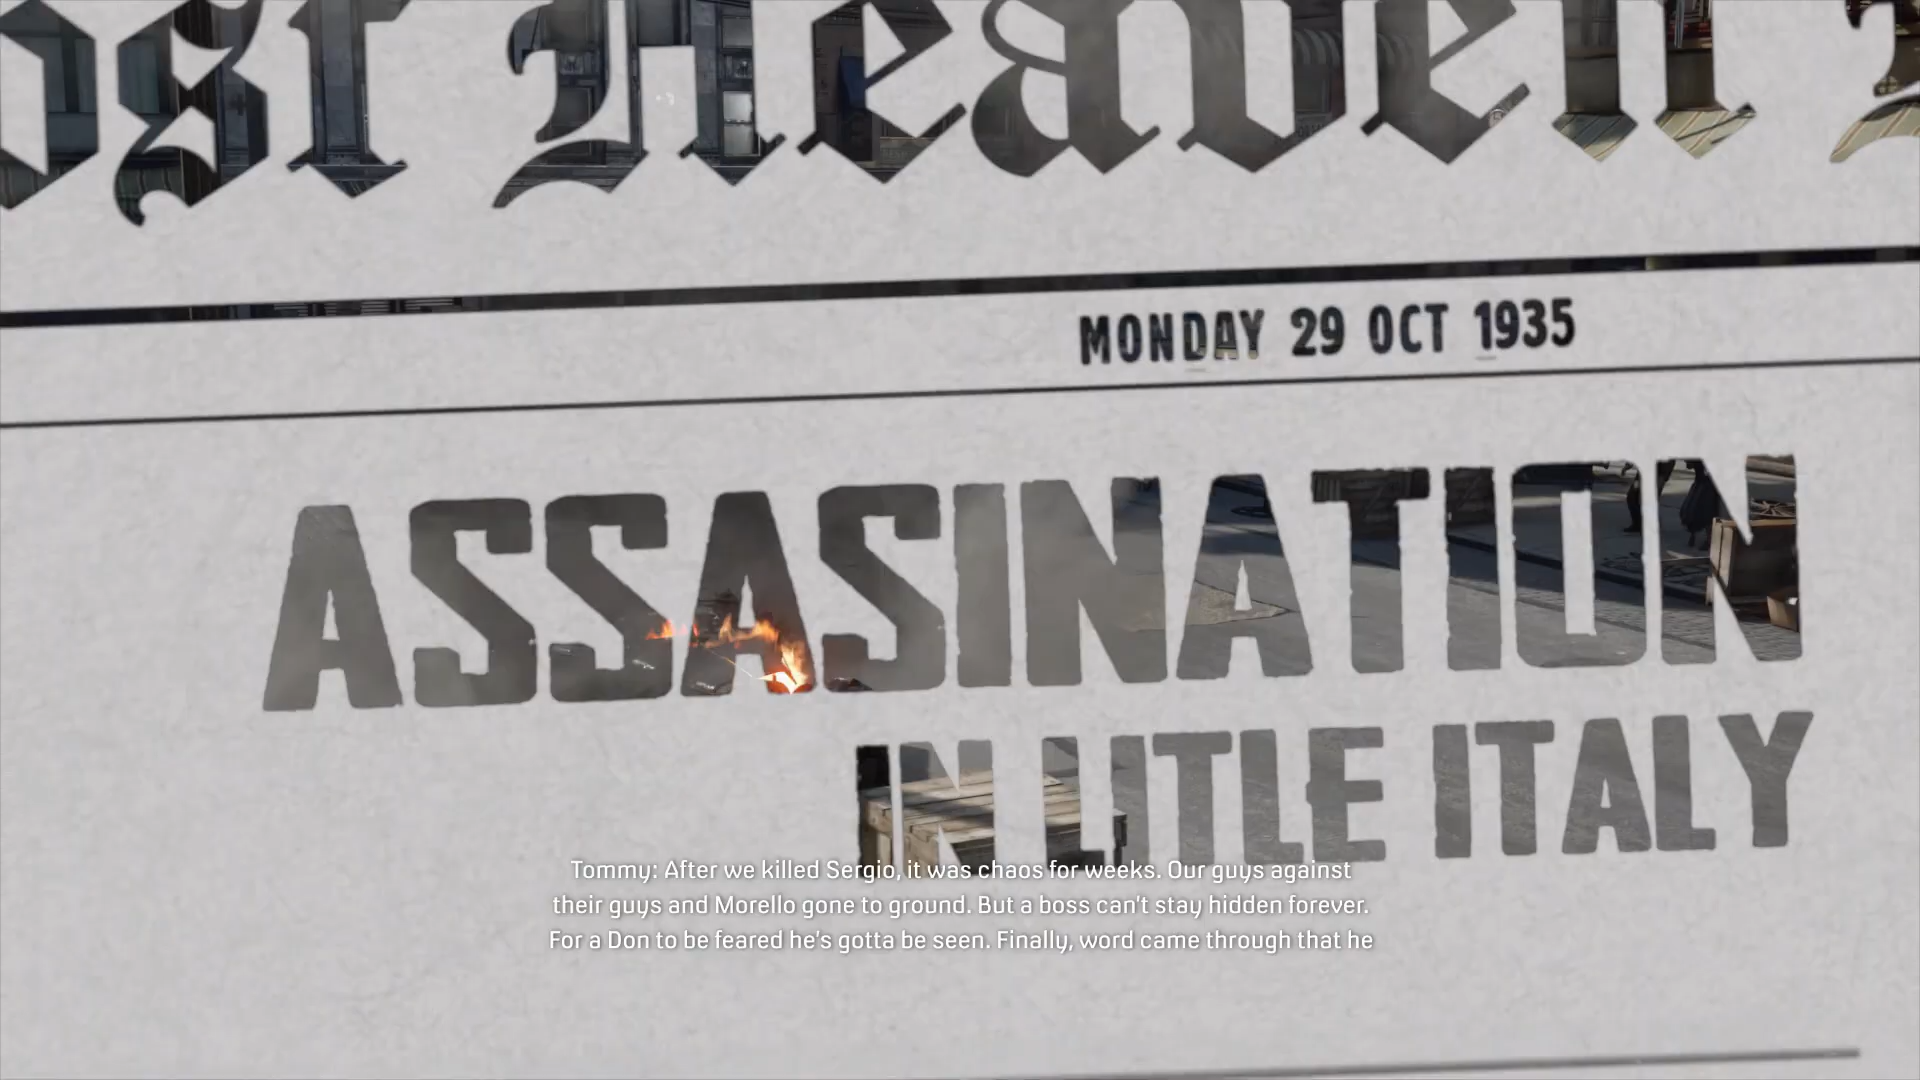 ost Heaven
MONDAY 29 OCT 1935
ASSASINATION
IN LITLE ITALY
Tommy: After we killed Sergio, it was chaos for weeks. Our guys against
their guys and Morello gone to ground. But a boss can't stay hidden forever.
For a Don to be feared he's gotta be seen. Finally, word came through that he